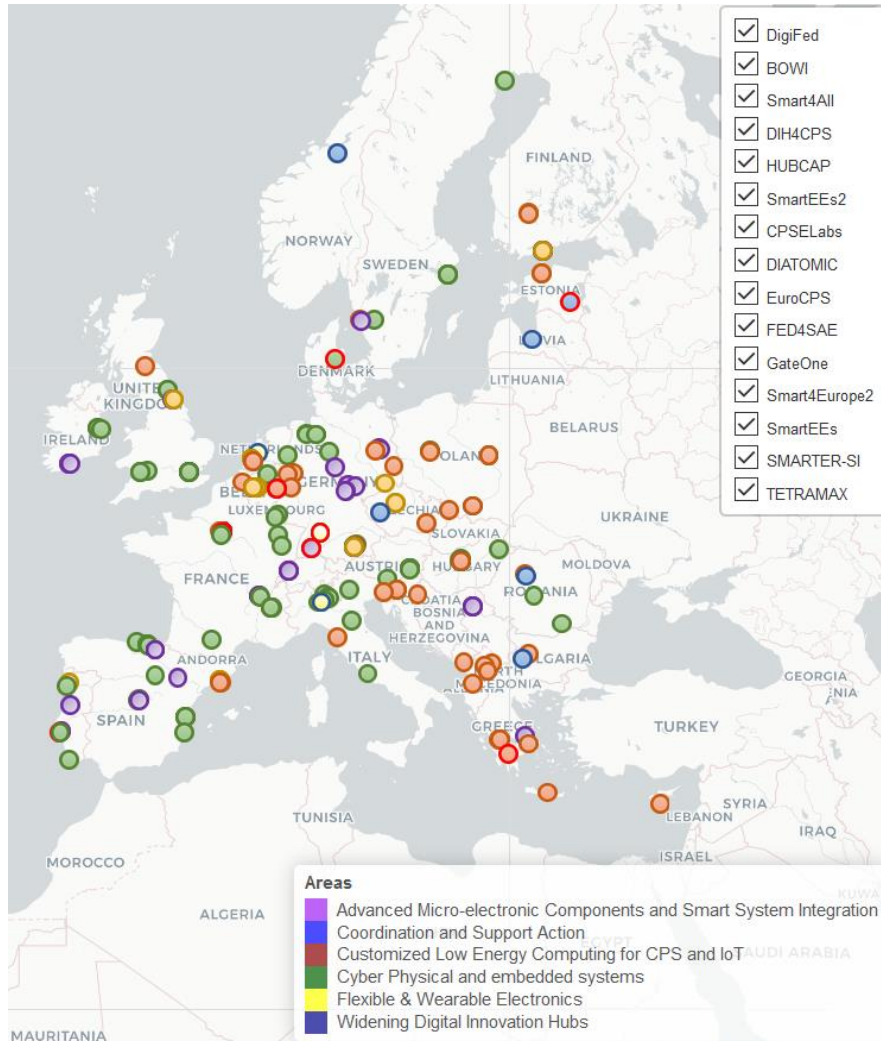 DigiFed
BOWI
Smart4All
DIH4CPS
HUBCAP
SmartEEs2
CPSELabs
DIATOMIC
EuroCPS
FED4SAE
GateOne
Smart4Europe2
SmartEEs
SMARTER-SI
TETRAMAX
FINLAND
NORWAY
SWEDEN
ESTONIA
DENMARK
LITHUANIA
UNITED
KINGDO
IRELAND
BELARUS
LUXEMBOURG
UKRAINE
SLOVAKIA
MOLDOVA
FRANCE
BOSNIA
AND
HERZEGOVINA
ITALY
ANDORRA
GEORGIA
SPAIN
GREECE
TURKEY
SYRIA
LEBANON
TUNISIA
IRAQ
ISRAEL
MOROCCO
ALGERIA
MAURITANIA
Areas
Advanced Micro-electronic Components and Smart System Integration
Coordination and Support Action
Customized Low Energy Computing for CPS and IoT
Cyber Physical and embedded systems
Flexible & Wearable Electronics
Widening Digital Innovation Hubs